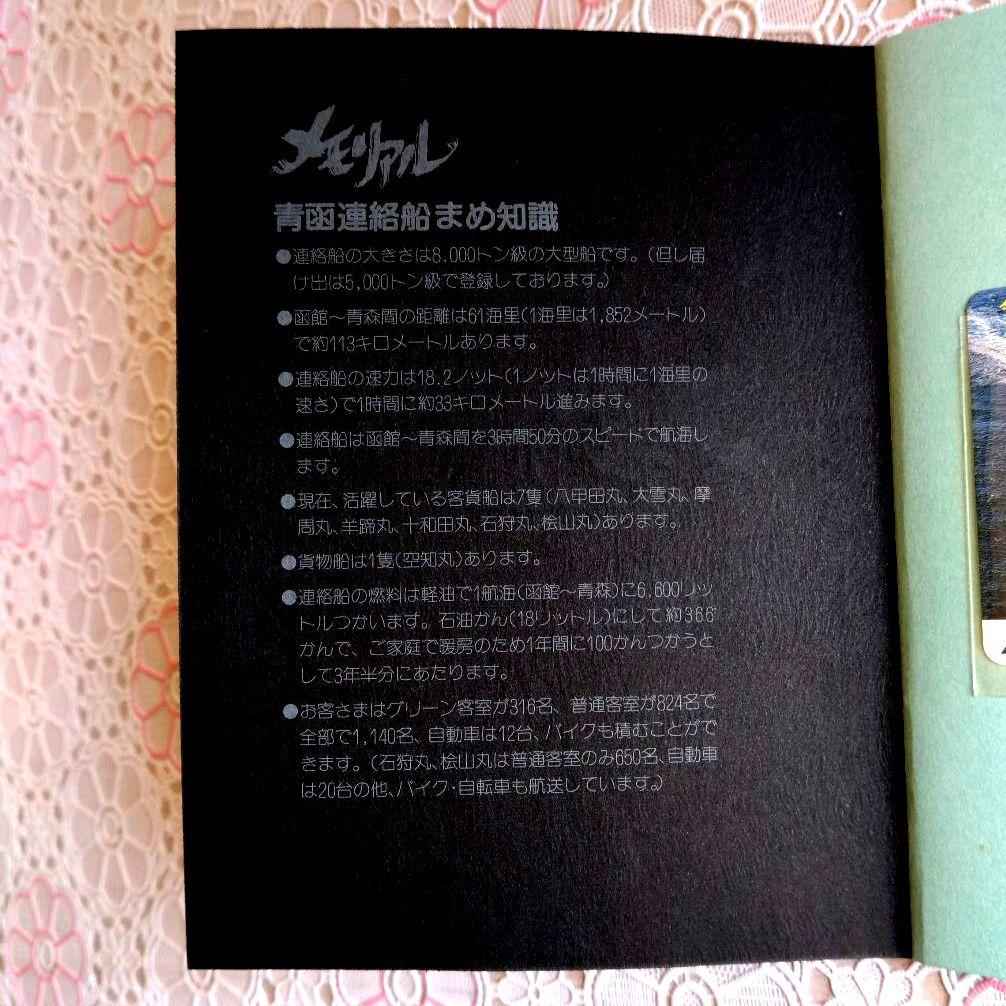 メモリアル
青函連絡船まめ知識
●連絡船の大きさは8,000トン級の大型船です。(但し届
け出は5,000トン級で登録しております。)
●函館~青森間の距離は61海里(1海里は1,852メートル)
で約113キロメートルあります。
●連絡船の速力は18.2ノット(1ノットは1時間に1海里の
速さ)で1時間に約33キロメートル進みます。
●連絡船は函館~青森間を3時間50分のスピードで航海し
ます。
●現在、活躍している客貨船は7隻(八甲田丸、大雪丸、摩
周丸、羊蹄丸、十和田丸、石狩丸、桧山丸)あります。
●貨物船は1隻(空知丸)あります。
●連絡船の燃料は軽油で1航海(函館~青森)に6,600リッ
トルつかいます。石油かん(18リットル)にして約366
かんで、ご家庭で暖房のため1年間に100かんつかうと
して3年半分にあたります。
●お客さまはグリーン客室が316名、普通客室が824名で
全部で1,140名、自動車は12台、バイクも積むことがで
きます。(石狩丸、桧山丸は普通客室のみ650名、自動車
は20台の他、バイク・自転車も航送しています。)